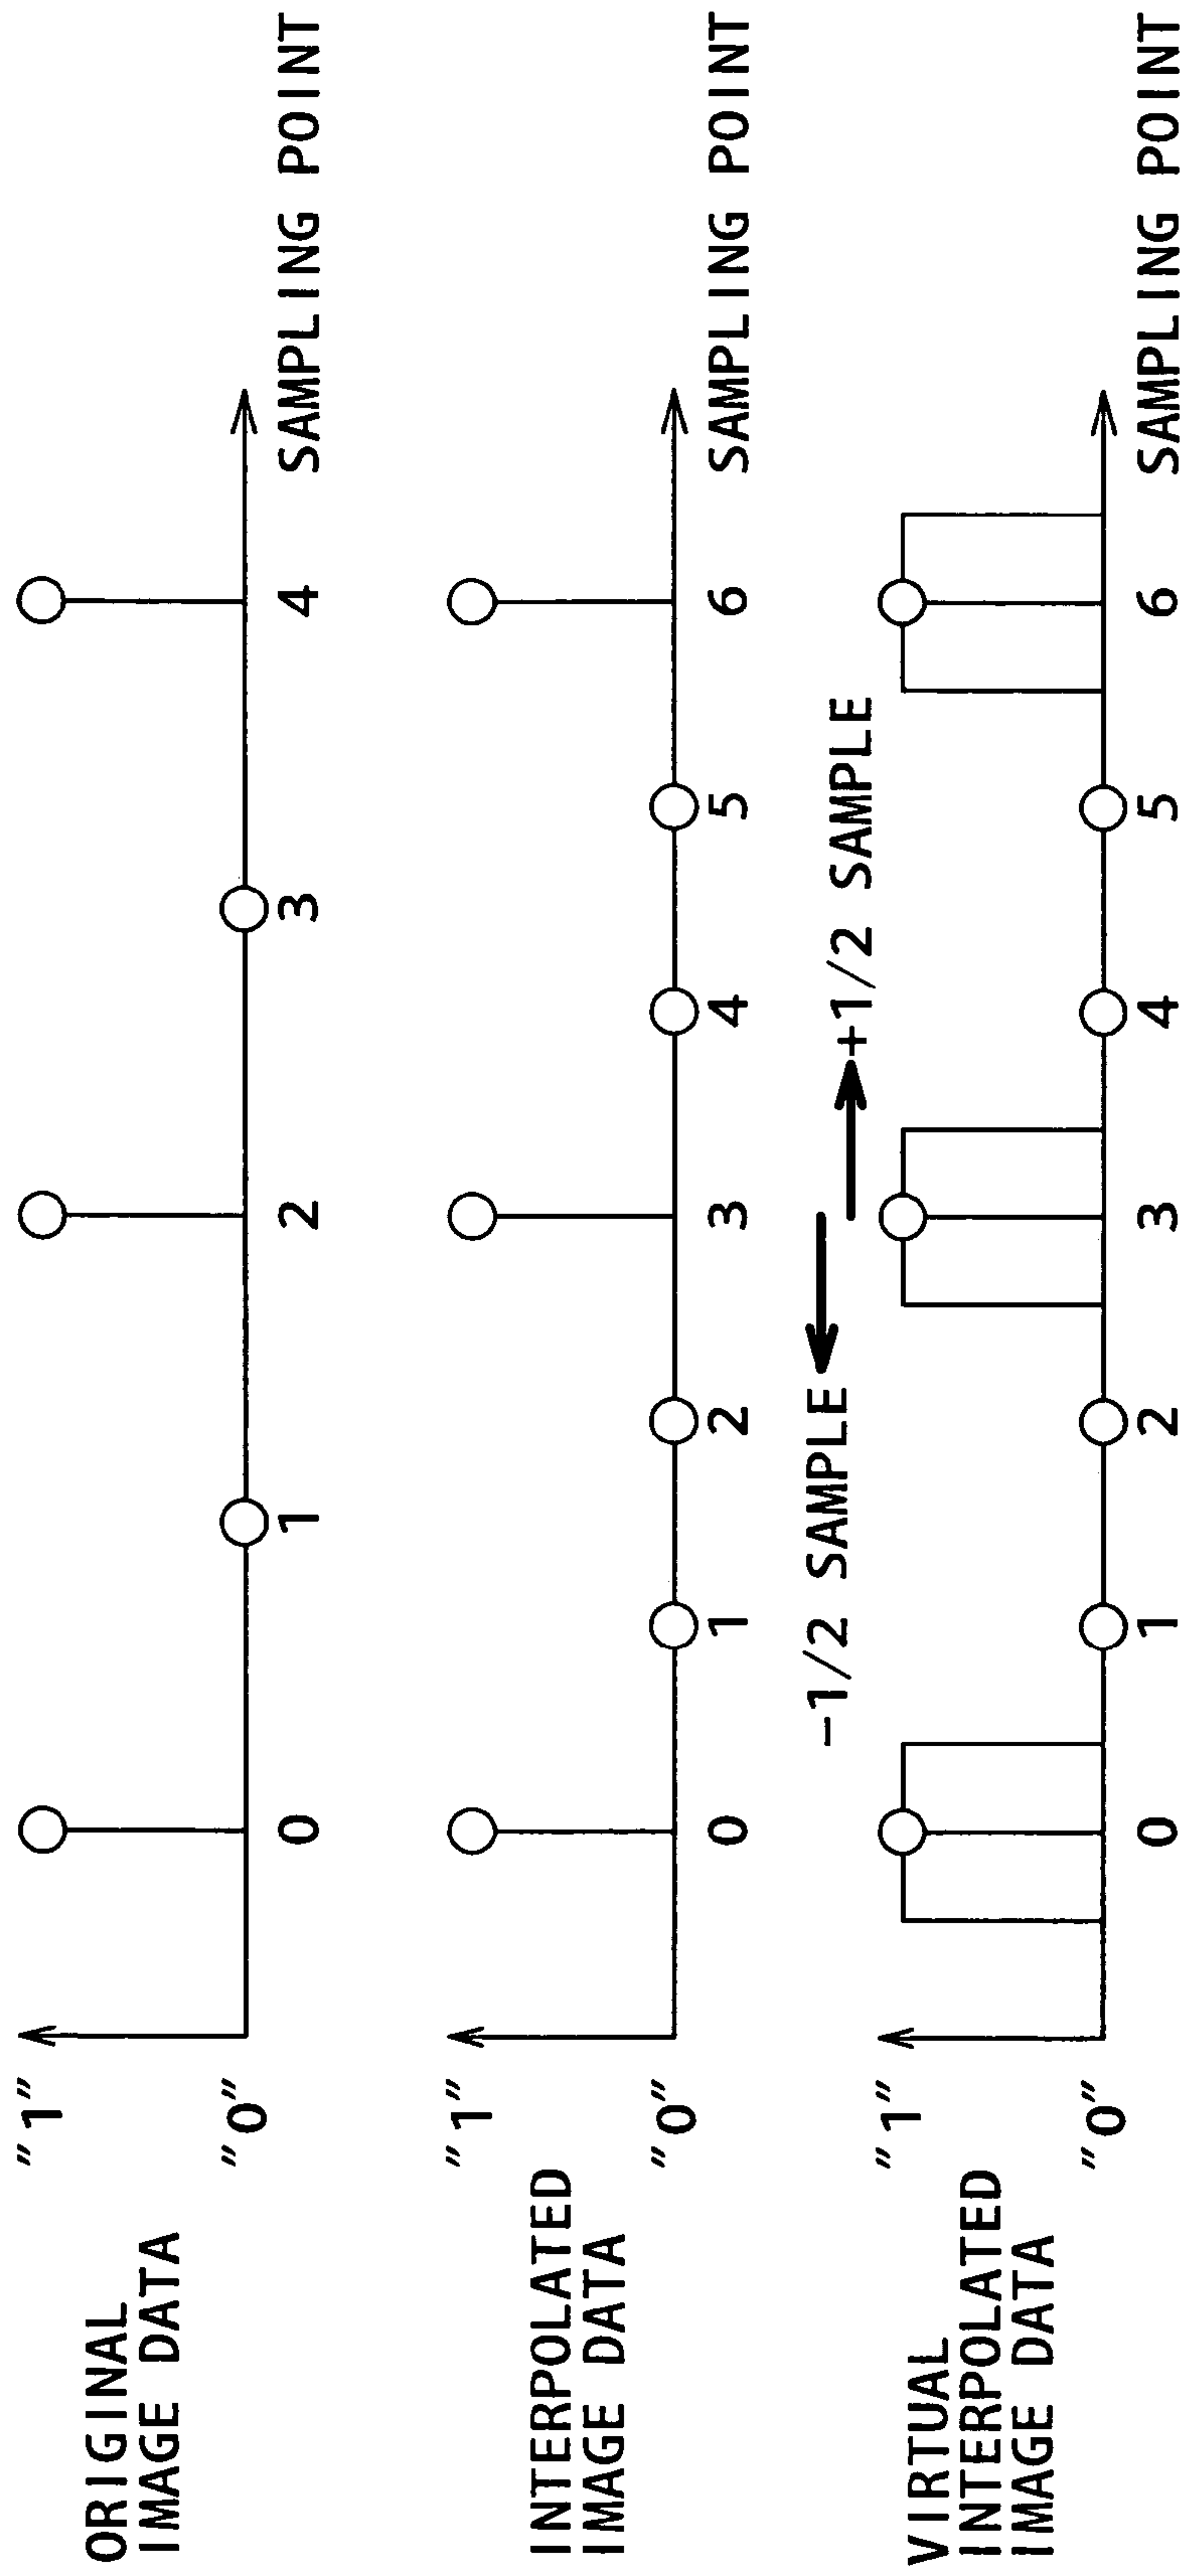 ORIGINAL
IMAGE DATA
"1"
"0"
0 1 2 3 4
SAMPLING POINT
INTERPOLATED
IMAGE DATA
"1"
"0"
0 1 2 3 4 5 6
SAMPLING POINT
-1/2 SAMPLE
+1/2 SAMPLE
VIRTUAL
INTERPOLATED
IMAGE DATA
"1"
"0"
0 1 2 3 4 5 6
SAMPLING POINT